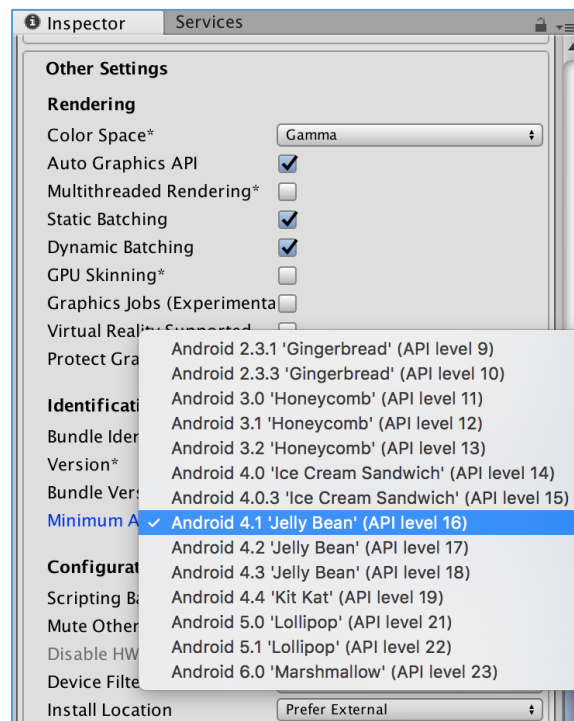 Inspector Services
Other Settings
Rendering
Color Space* Gamma
Auto Graphics API
Multithreaded Rendering*
Static Batching
Dynamic Batching
GPU Skinning*
Graphics Jobs (Experimenta
Virtual Reality Supported
Protect Gra
Identificati
Bundle Iden
Version*
Bundle Vers
Minimum A
Configurat
Scripting Ba
Mute Other
Disable HW
Device Filte
Install Location Prefer External
Android 2.3.1 'Gingerbread' (API level 9)
Android 2.3.3 'Gingerbread' (API level 10)
Android 3.0 'Honeycomb' (API level 11)
Android 3.1 'Honeycomb' (API level 12)
Android 3.2 'Honeycomb' (API level 13)
Android 4.0 'Ice Cream Sandwich' (API level 14)
Android 4.0.3 'Ice Cream Sandwich' (API level 15)
Android 4.1 'Jelly Bean' (API level 16)
Android 4.2 'Jelly Bean' (API level 17)
Android 4.3 'Jelly Bean' (API level 18)
Android 4.4 'Kit Kat' (API level 19)
Android 5.0 'Lollipop' (API level 21)
Android 5.1 'Lollipop' (API level 22)
Android 6.0 'Marshmallow' (API level 23)